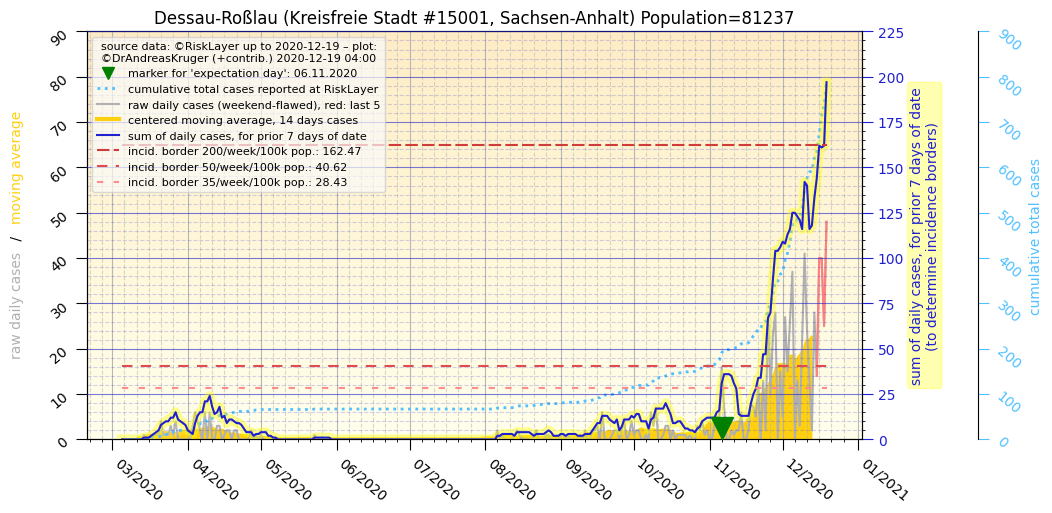 Dessau-Roßlau (Kreisfreie Stadt #15001, Sachsen-Anhalt) Population=81237
source data: ©RiskLayer up to 2020-12-19 – plot:
©DrAndreasKruger (+contrib.) 2020-12-19 04:00
marker for 'expectation day': 06.11.2020
cumulative total cases reported at RiskLayer
raw daily cases (weekend-flawed), red: last 5
centered moving average, 14 days cases
sum of daily cases, for prior 7 days of date
incid. border 200/week/100k pop.: 162.47
incid. border 50/week/100k pop.: 40.62
incid. border 35/week/100k pop.: 28.43
raw daily cases / moving average
90
80
70
60
50
40
30
20
10
0
225
200
175
150
125
100
75
50
25
0
sum of daily cases, for prior 7 days of date
(to determine incidence borders)
900
800
700
600
500
400
300
200
100
0
cumulative total cases
03/2020
04/2020
05/2020
06/2020
07/2020
08/2020
09/2020
10/2020
11/2020
12/2020
01/2021